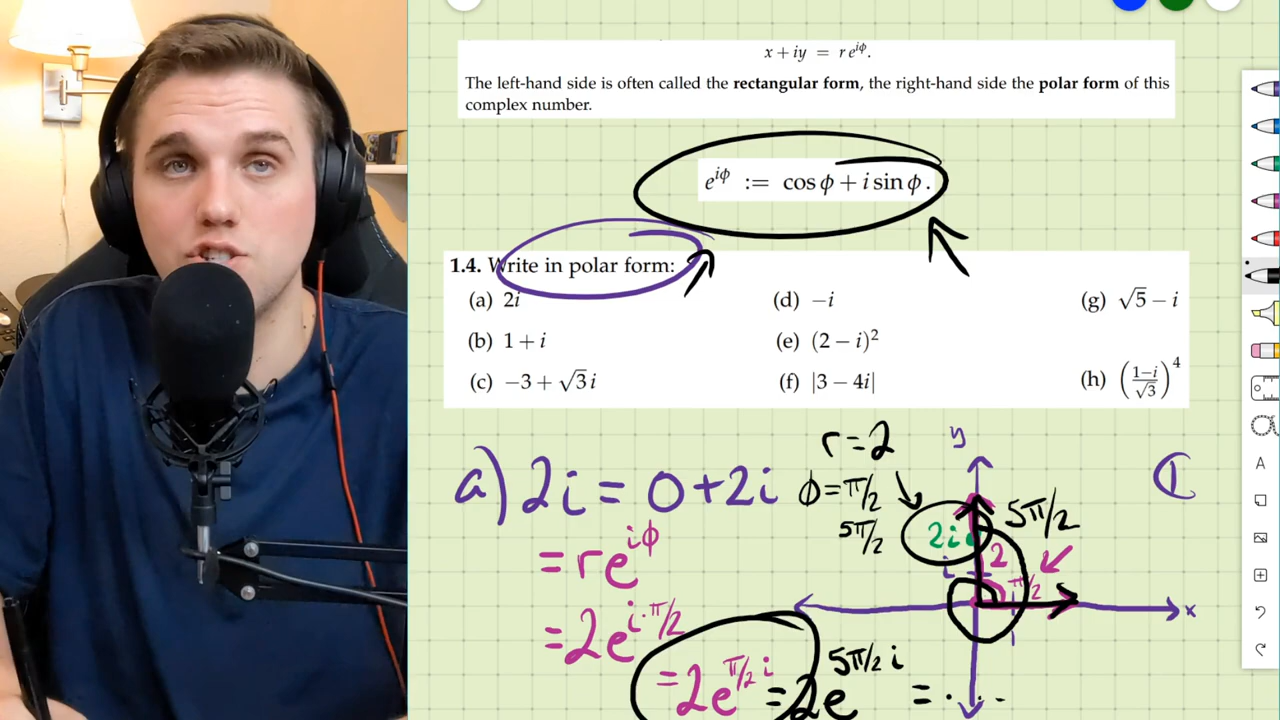 x + iy = r e^{iϕ}.
The left-hand side is often called the rectangular form, the right-hand side the polar form of this
complex number.
e^{iϕ} := cos ϕ + i sin ϕ.
1.4. Write in polar form:
(a) 2i
(d) −i
(g) √5 − i
(b) 1 + i
(e) (2 − i)²
(c) −3 + √3 i
(f) |3 − 4i|
(h) ((1−i)/√3)⁴
a) 2i = 0+2i
= re^{iϕ}
= 2e^{i·π/2}
= 2e^{π/2 i} = 2e^{5π/2 i} = . . .
r=2
ϕ=π/2
5π/2
y
5π/2
2i
2
i
π/2
x
1
A